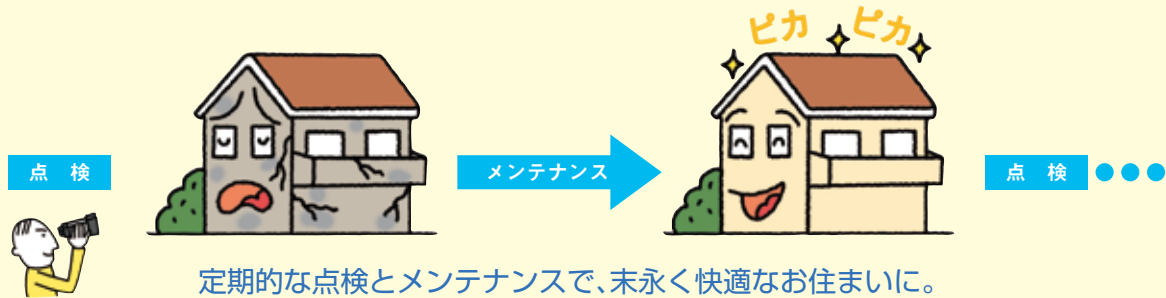 ピカ ピカ
点検
メンテナンス
点検
定期的な点検とメンテナンスで、末永く快適なお住まいに。